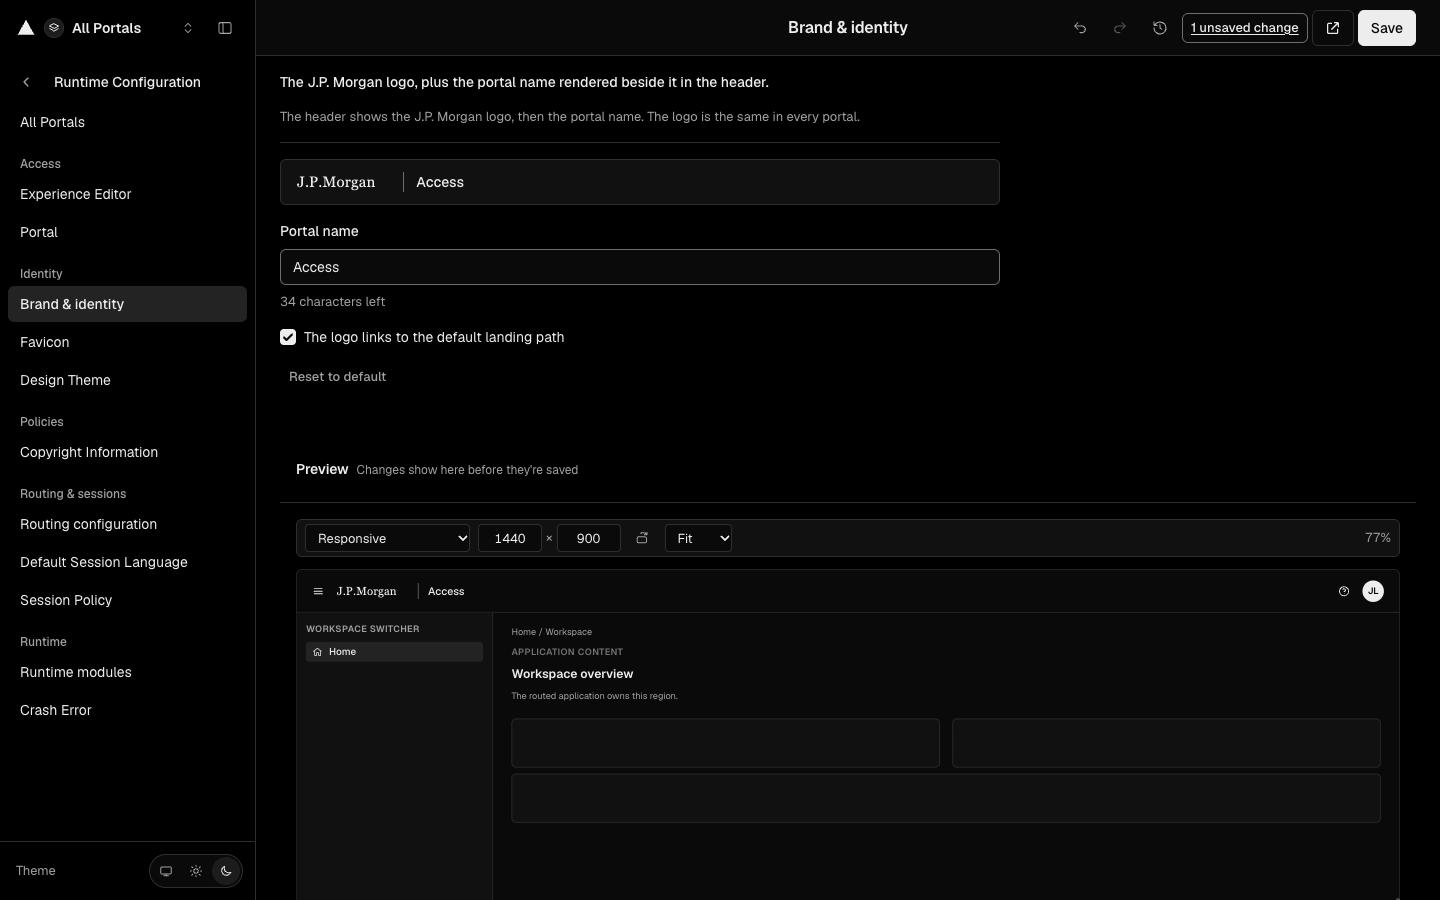 All Portals
Runtime Configuration
All Portals
Access
Experience Editor
Portal
Identity
Brand & identity
Favicon
Design Theme
Policies
Copyright Information
Routing & sessions
Routing configuration
Default Session Language
Session Policy
Runtime
Runtime modules
Crash Error
Theme
Brand & identity
1 unsaved change
Save
The J.P. Morgan logo, plus the portal name rendered beside it in the header.
The header shows the J.P. Morgan logo, then the portal name. The logo is the same in every portal.
J.P.Morgan Access
Portal name
Access
34 characters left
The logo links to the default landing path
Reset to default
Preview Changes show here before they're saved
Responsive 1440 × 900 Fit 77%
J.P.Morgan Access JL
WORKSPACE SWITCHER
Home
Home / Workspace
APPLICATION CONTENT
Workspace overview
The routed application owns this region.